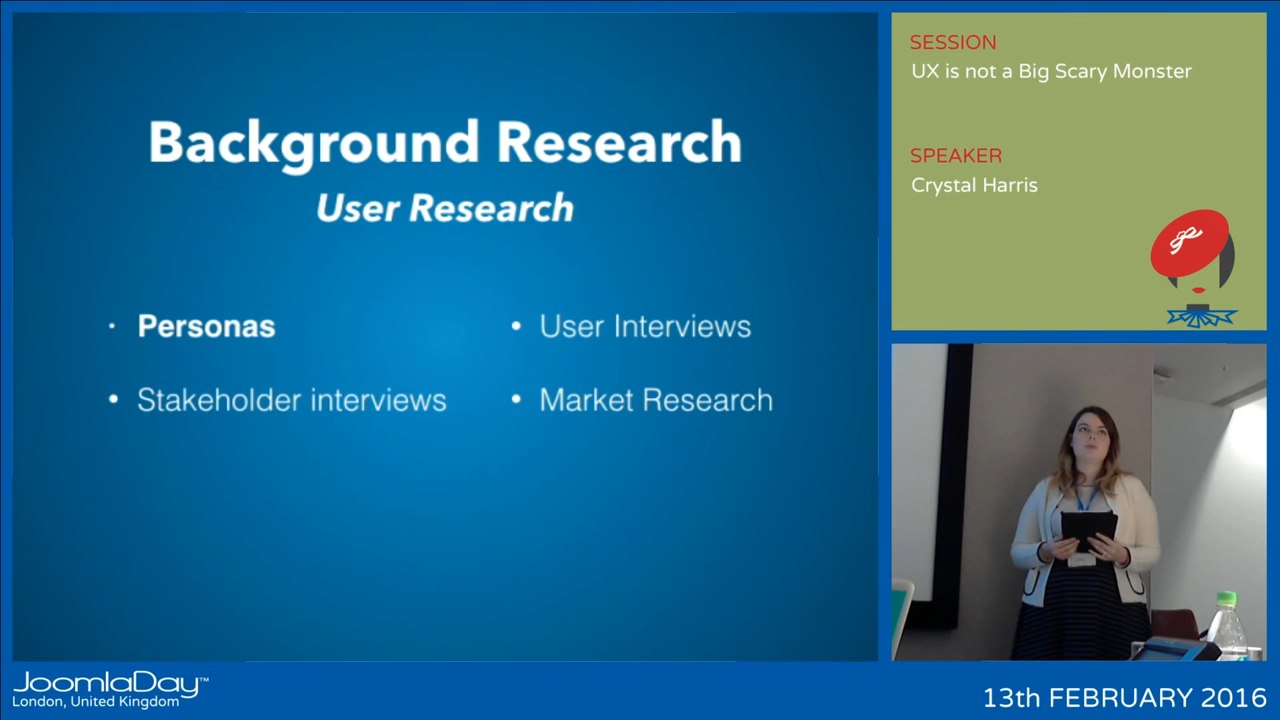 Background Research
User Research
· Personas
• User Interviews
• Stakeholder interviews
• Market Research
SESSION
UX is not a Big Scary Monster
SPEAKER
Crystal Harris
JoomlaDay™
London, United Kingdom
13th FEBRUARY 2016